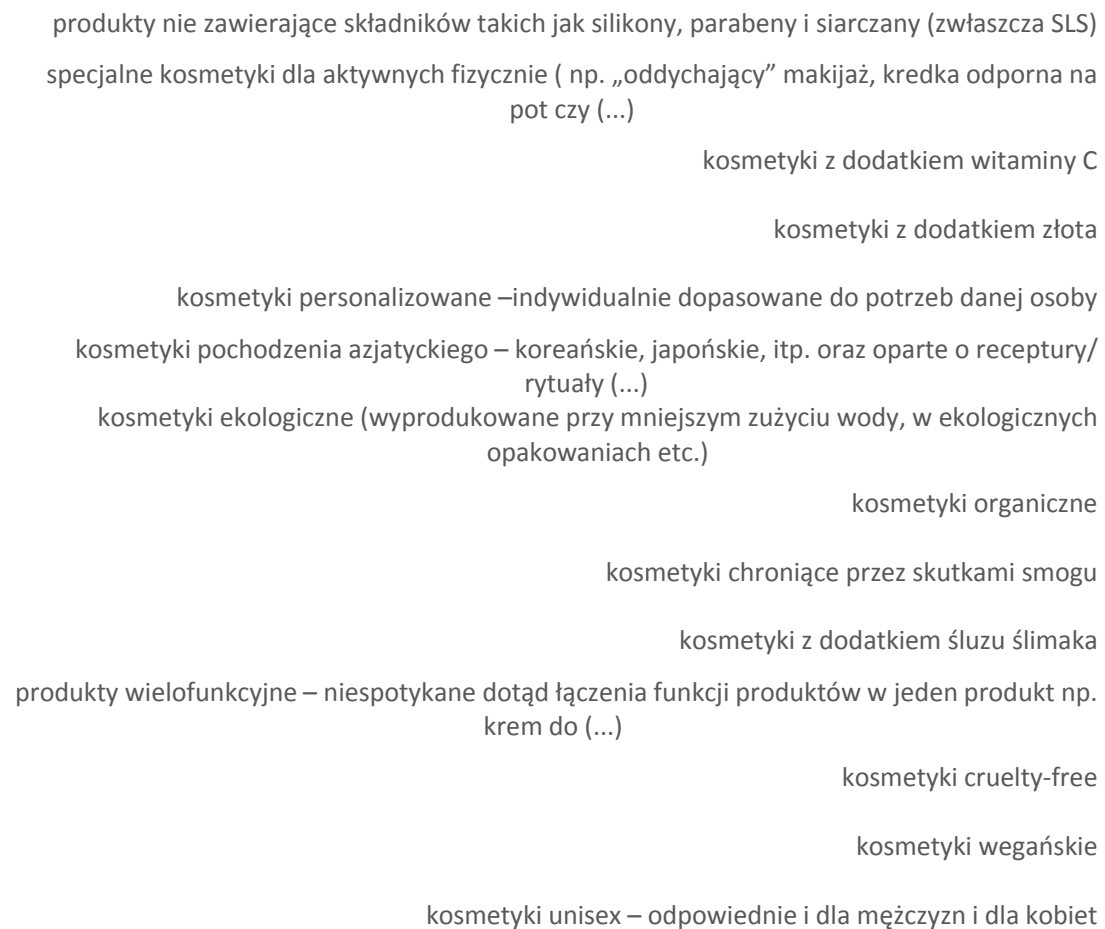 produkty nie zawierające składników takich jak silikony, parabeny i siarczany (zwłaszcza SLS)
specjalne kosmetyki dla aktywnych fizycznie ( np. „oddychający” makijaż, kredka odporna na
pot czy (...)
kosmetyki z dodatkiem witaminy C
kosmetyki z dodatkiem złota
kosmetyki personalizowane –indywidualnie dopasowane do potrzeb danej osoby
kosmetyki pochodzenia azjatyckiego – koreańskie, japońskie, itp. oraz oparte o receptury/
rytuały (...)
kosmetyki ekologiczne (wyprodukowane przy mniejszym zużyciu wody, w ekologicznych
opakowaniach etc.)
kosmetyki organiczne
kosmetyki chroniące przez skutkami smogu
kosmetyki z dodatkiem śluzu ślimaka
produkty wielofunkcyjne – niespotykane dotąd łączenia funkcji produktów w jeden produkt np.
krem do (...)
kosmetyki cruelty-free
kosmetyki wegańskie
kosmetyki unisex – odpowiednie i dla mężczyzn i dla kobiet